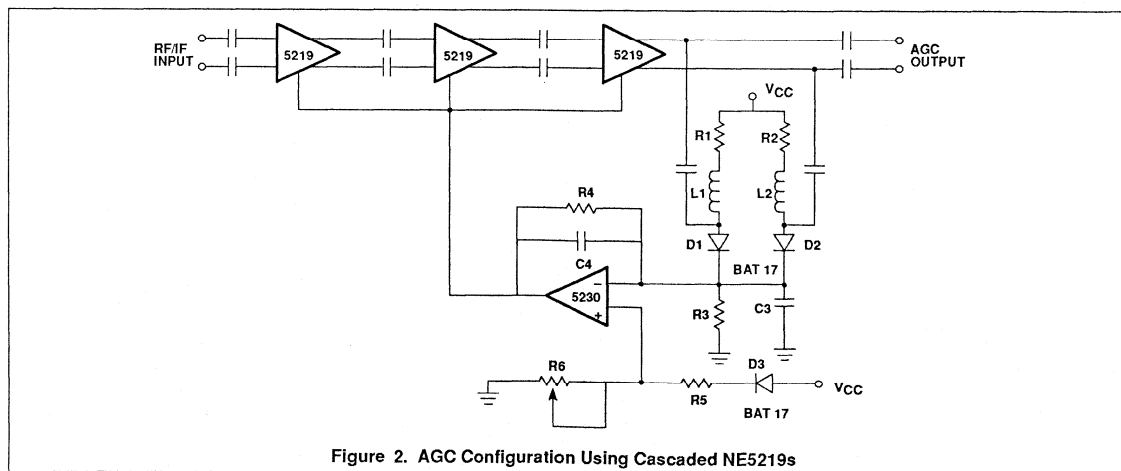 RF/IF
INPUT
5219
5219
5219
AGC
OUTPUT
VCC
R1
R2
L1
L2
R4
C4
D1
D2
BAT 17
5230
−
+
R3
C3
R6
R5
D3
BAT 17
VCC
Figure 2. AGC Configuration Using Cascaded NE5219s